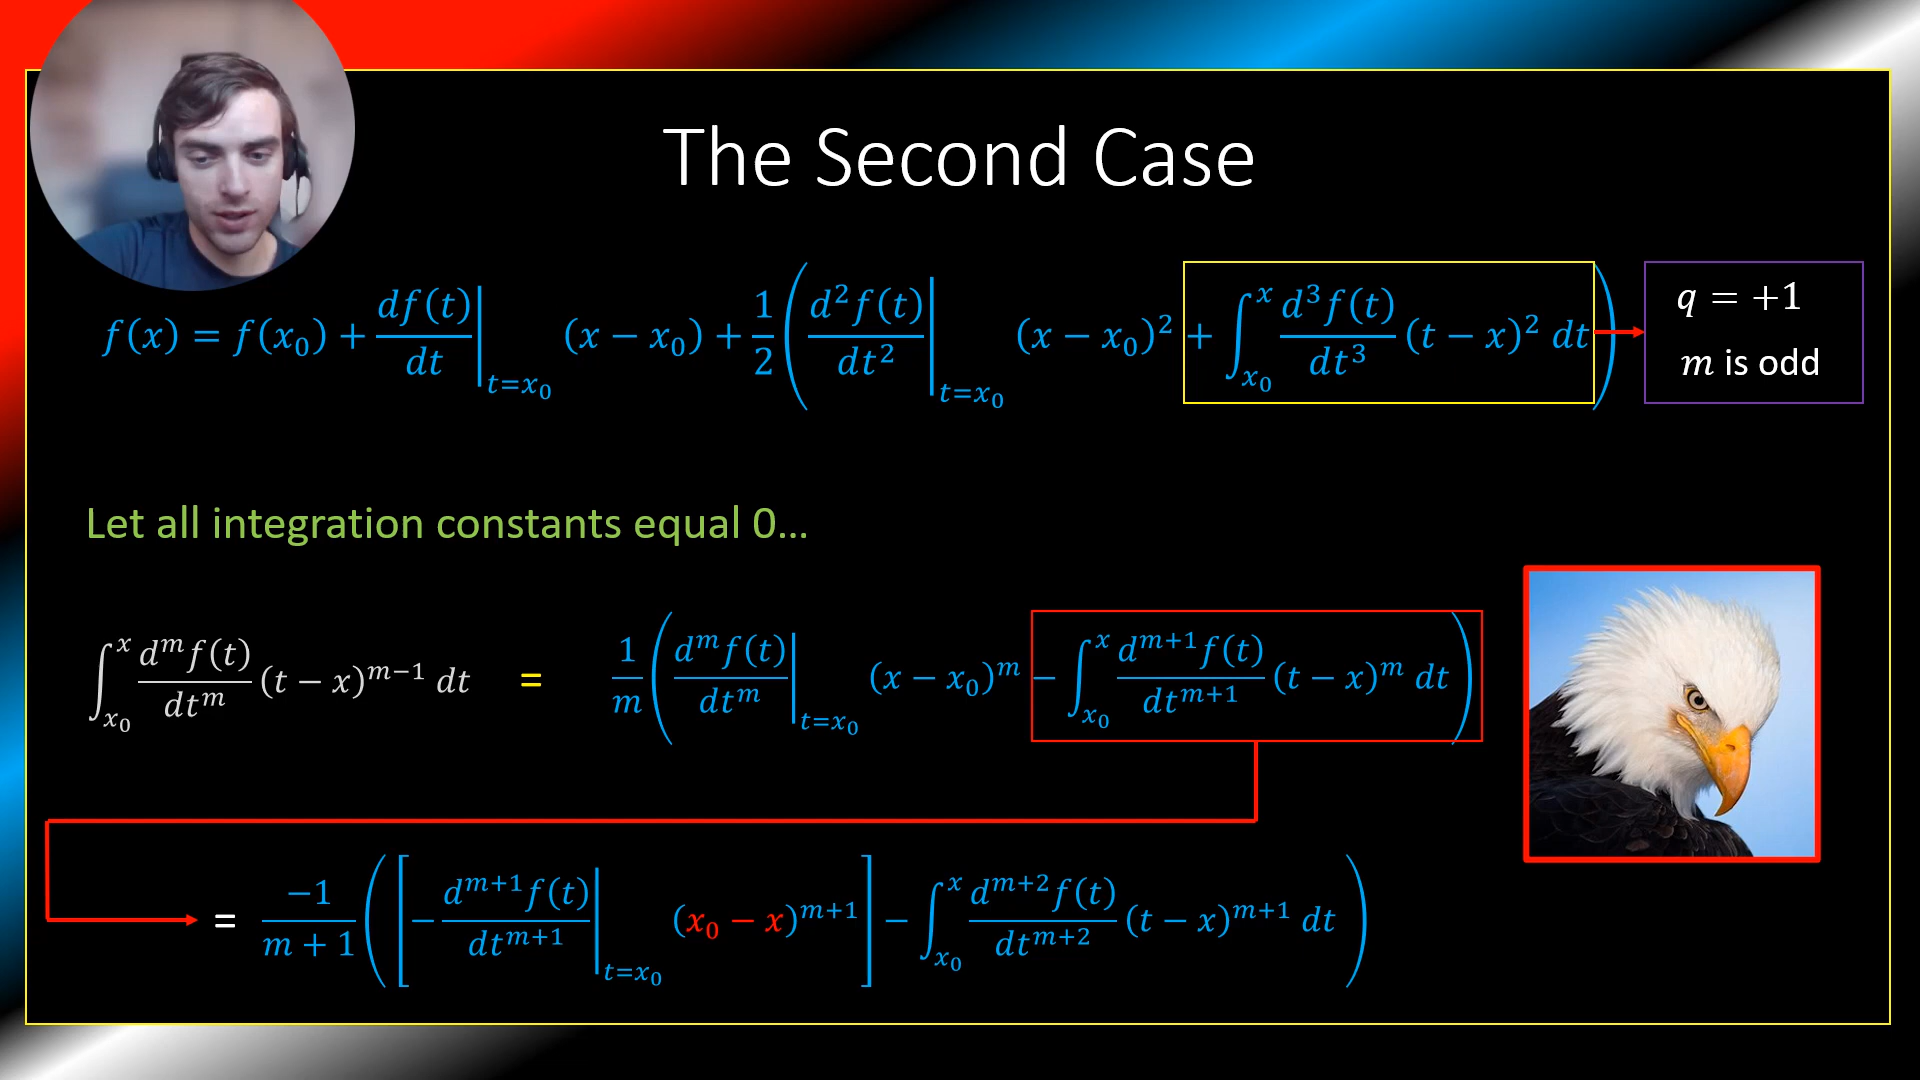 The Second Case
f(x) = f(x₀) + df(t)/dt |ₜ₌ₓ₀ (x − x₀) + 1/2 ( d²f(t)/dt² |ₜ₌ₓ₀ (x − x₀)² + ∫ₓ₀ˣ d³f(t)/dt³ (t − x)² dt )
q = +1
m is odd
Let all integration constants equal 0...
∫ₓ₀ˣ dᵐf(t)/dtᵐ (t − x)ᵐ⁻¹ dt = 1/m ( dᵐf(t)/dtᵐ |ₜ₌ₓ₀ (x − x₀)ᵐ − ∫ₓ₀ˣ dᵐ⁺¹f(t)/dtᵐ⁺¹ (t − x)ᵐ dt )
= −1/(m + 1) ( [ − dᵐ⁺¹f(t)/dtᵐ⁺¹ |ₜ₌ₓ₀ (x₀ − x)ᵐ⁺¹ ] − ∫ₓ₀ˣ dᵐ⁺²f(t)/dtᵐ⁺² (t − x)ᵐ⁺¹ dt )